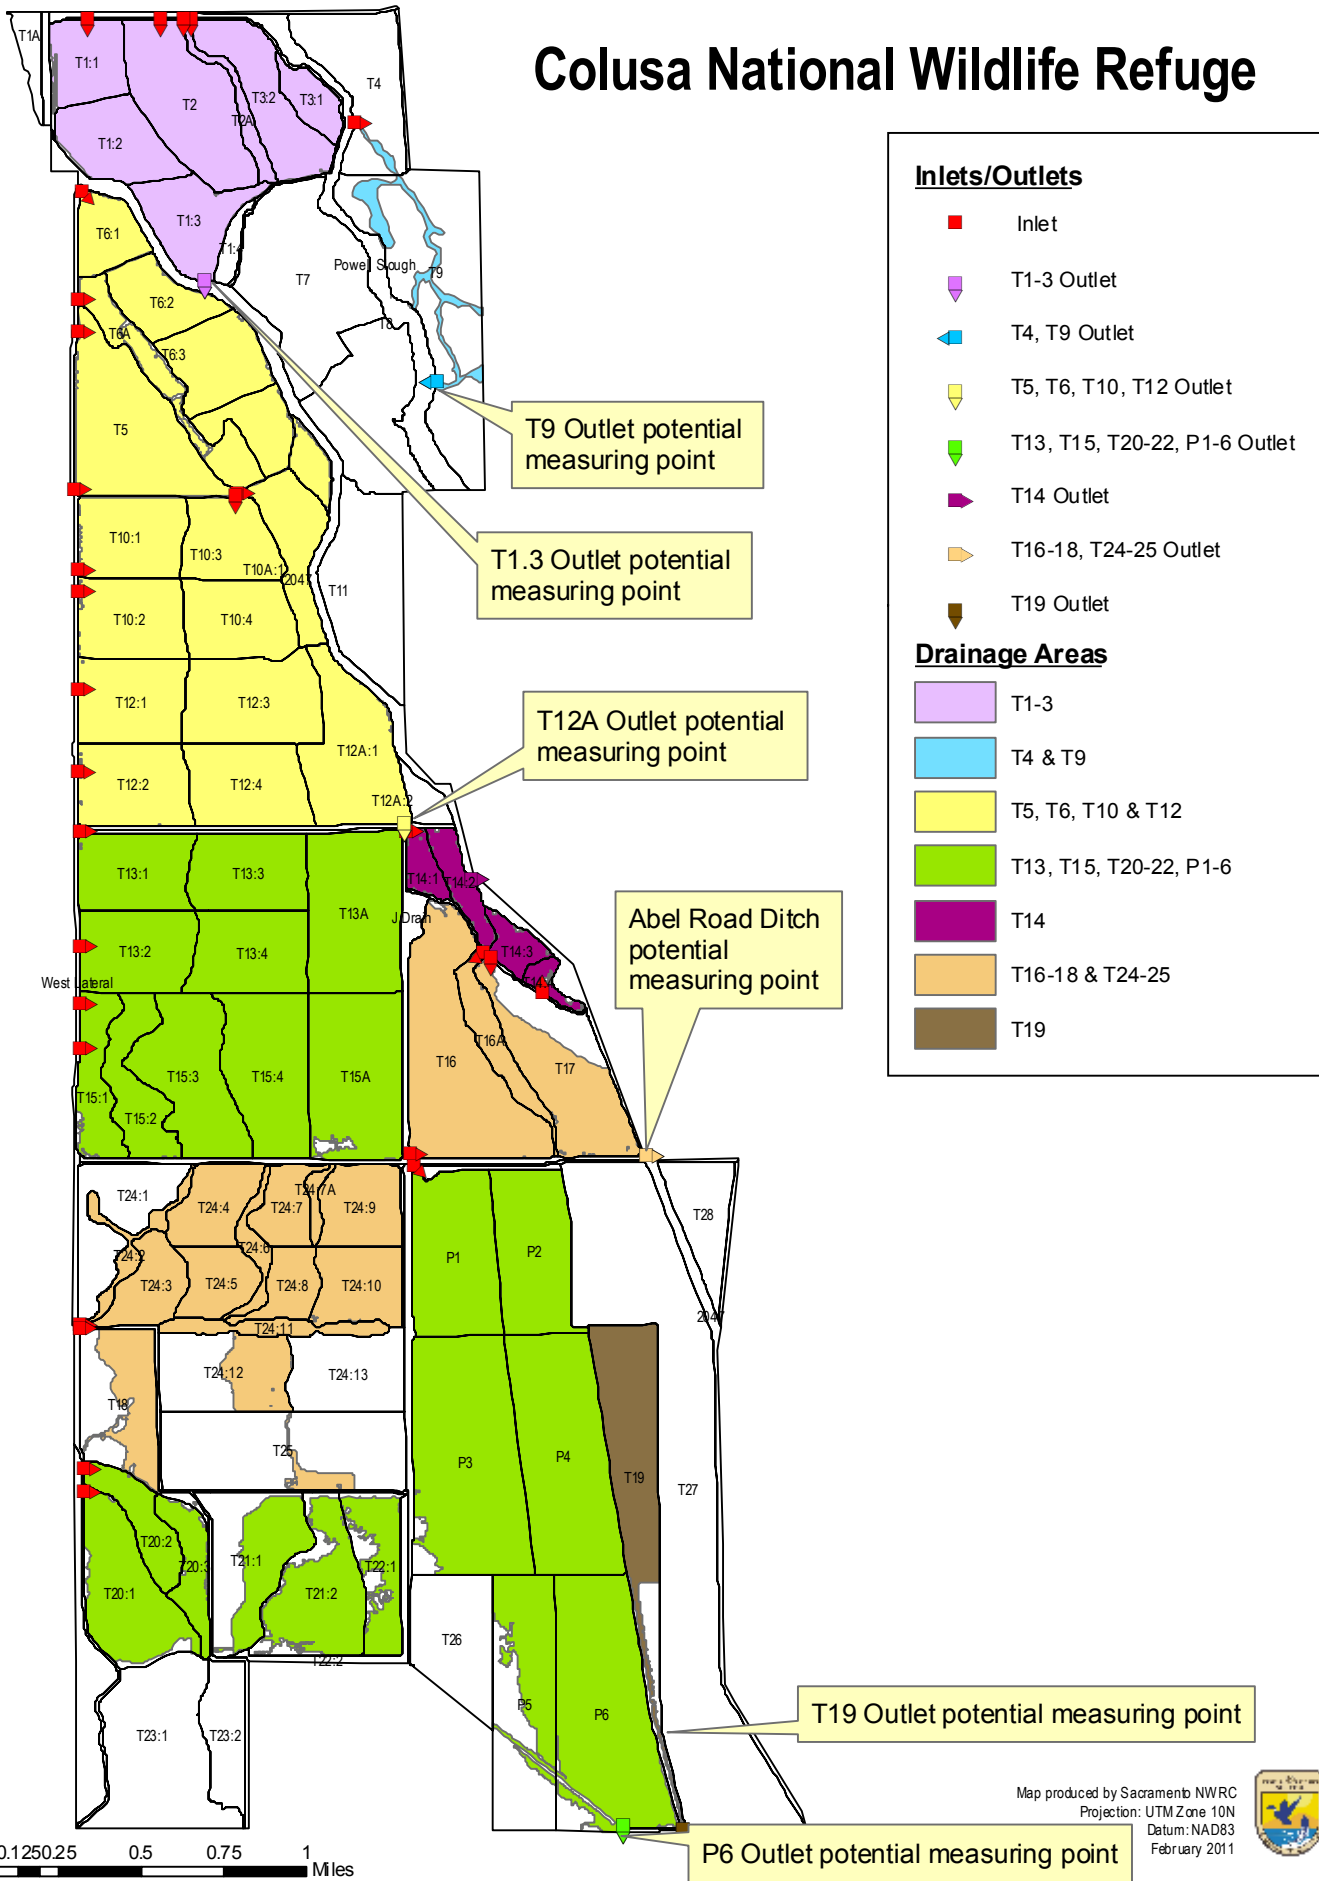 Colusa National Wildlife Refuge
Inlets/Outlets
Inlet
T1-3 Outlet
T4, T9 Outlet
T5, T6, T10, T12 Outlet
T13, T15, T20-22, P1-6 Outlet
T14 Outlet
T16-18, T24-25 Outlet
T19 Outlet
Drainage Areas
T1-3
T4 & T9
T5, T6, T10 & T12
T13, T15, T20-22, P1-6
T14
T16-18 & T24-25
T19
T1A
T1:1
T2
T3:2
T3:1
T4
T2A
T1:2
T1:3
T6:1
T7
Powel Slough
T9
T6:2
T6A
T8
T6:3
T5
T9 Outlet potential
measuring point
T1.3 Outlet potential
measuring point
T10:1
T10:3
T10A:1
2047
T11
T10:2
T10:4
T12:1
T12:3
T12A Outlet potential
measuring point
T12A:1
T12:2
T12:4
T12A:2
T13:1
T13:3
T14:1
T14:2
T13A
J Drain
T13:2
T13:4
T14:3
West Lateral
Abel Road Ditch
potential
measuring point
T16
T16A
T17
T15:1
T15:2
T15:3
T15:4
T15A
T24:1
T24:4
T24:7
T24:7A
T24:9
T28
T24:2
T24:6
T24:3
T24:5
T24:8
T24:10
P1
P2
2047
T24:11
T24:12
T24:13
T18
T25
P3
P4
T19
T27
T20:2
T20:3
T21:1
T22:1
T20:1
T21:2
T22:2
T26
P5
P6
T23:1
T23:2
T19 Outlet potential measuring point
P6 Outlet potential measuring point
Map produced by Sacramento NWRC
Projection: UTM Zone 10N
Datum: NAD83
February 2011
0.1250.25 0.5 0.75 1
Miles